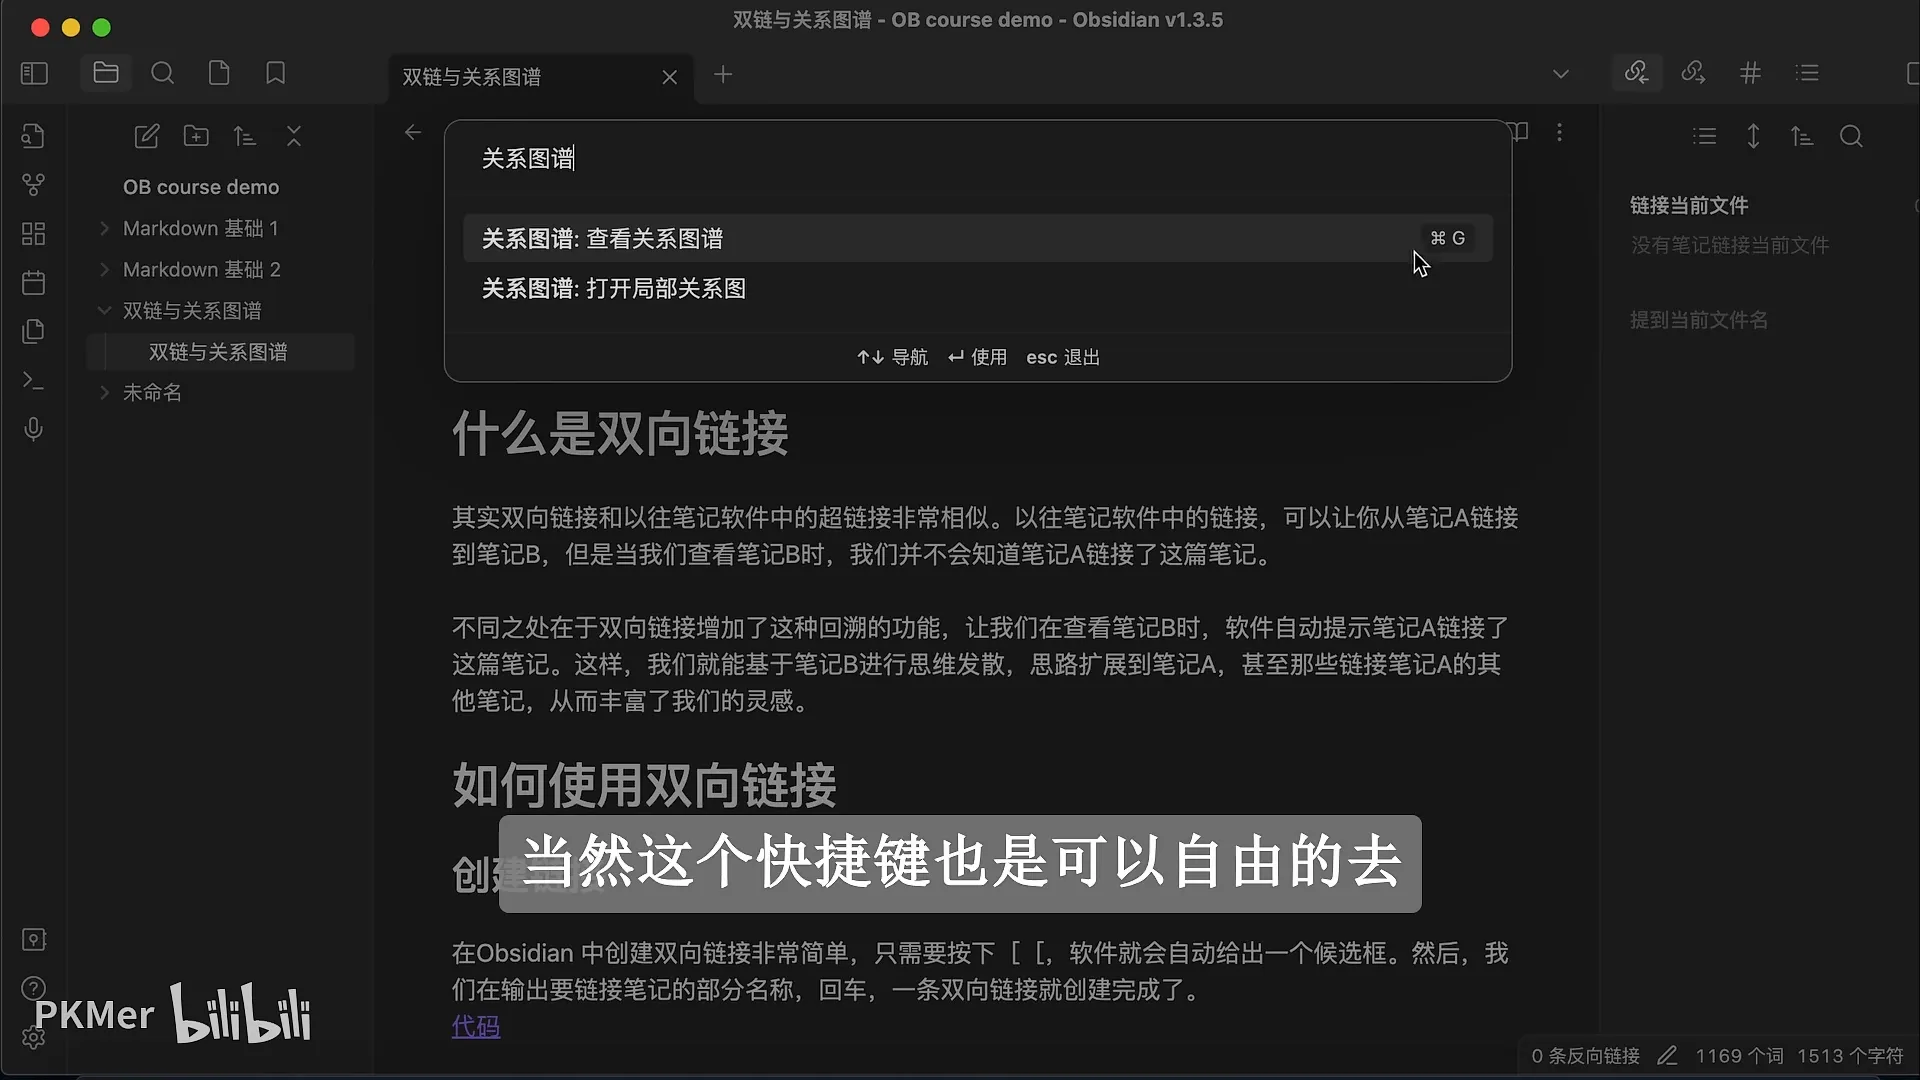 双链与关系图谱 - OB course demo - Obsidian v1.3.5
双链与关系图谱
关系图谱
关系图谱: 查看关系图谱
⌘ G
关系图谱: 打开局部关系图
↑↓ 导航 ↵ 使用 esc 退出
OB course demo
Markdown 基础 1
Markdown 基础 2
双链与关系图谱
双链与关系图谱
未命名
链接当前文件
没有笔记链接当前文件
提到当前文件名
什么是双向链接
其实双向链接和以往笔记软件中的超链接非常相似。以往笔记软件中的链接，可以让你从笔记A链接
到笔记B，但是当我们查看笔记B时，我们并不会知道笔记A链接了这篇笔记。
不同之处在于双向链接增加了这种回溯的功能，让我们在查看笔记B时，软件自动提示笔记A链接了
这篇笔记。这样，我们就能基于笔记B进行思维发散，思路扩展到笔记A，甚至那些链接笔记A的其
他笔记，从而丰富了我们的灵感。
如何使用双向链接
创建链接
当然这个快捷键也是可以自由的去
在Obsidian 中创建双向链接非常简单，只需要按下［［，软件就会自动给出一个候选框。然后，我
们在输出要链接笔记的部分名称，回车，一条双向链接就创建完成了。
代码
PKMer bilibili
0 条反向链接 1169 个词 1513 个字符